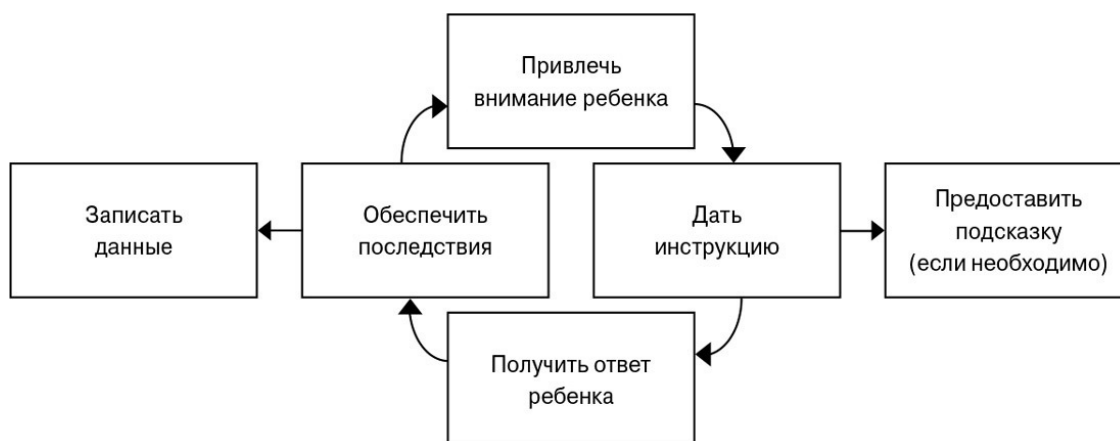 Привлечь
внимание ребенка
Записать
данные
Обеспечить
последствия
Дать
инструкцию
Предоставить
подсказку
(если необходимо)
Получить ответ
ребенка